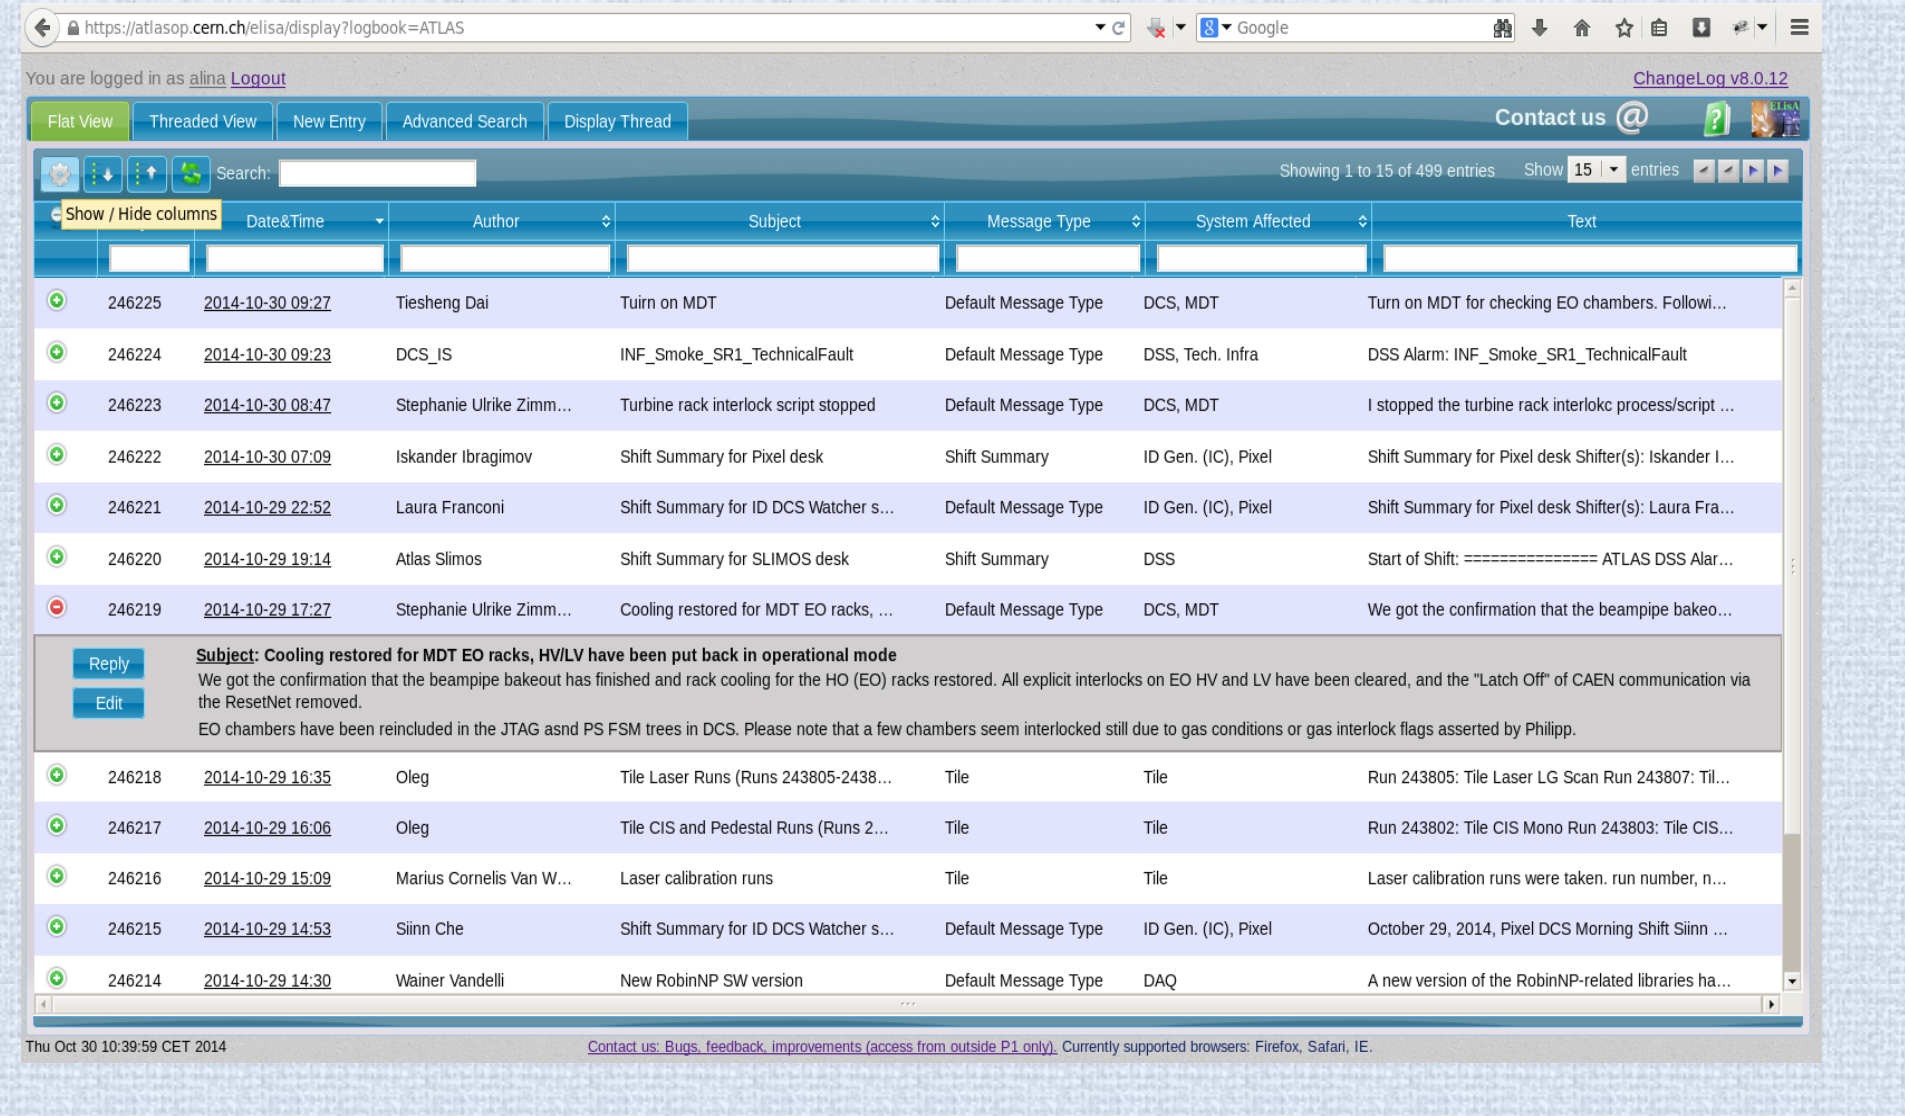 https://atlasop.cern.ch/elisa/display?logbook=ATLAS
8 Google
You are logged in as alina Logout
ChangeLog v8.0.12
Flat View Threaded View New Entry Advanced Search Display Thread
Contact us @ ? ELisA
Search:
Showing 1 to 15 of 499 entries Show 15 entries
Show / Hide columns
Date&Time Author Subject Message Type System Affected Text
246225 2014-10-30 09:27 Tiesheng Dai Tuirn on MDT Default Message Type DCS, MDT Turn on MDT for checking EO chambers. Followi...
246224 2014-10-30 09:23 DCS_IS INF_Smoke_SR1_TechnicalFault Default Message Type DSS, Tech. Infra DSS Alarm: INF_Smoke_SR1_TechnicalFault
246223 2014-10-30 08:47 Stephanie Ulrike Zimm... Turbine rack interlock script stopped Default Message Type DCS, MDT I stopped the turbine rack interlokc process/script ...
246222 2014-10-30 07:09 Iskander Ibragimov Shift Summary for Pixel desk Shift Summary ID Gen. (IC), Pixel Shift Summary for Pixel desk Shifter(s): Iskander I...
246221 2014-10-29 22:52 Laura Franconi Shift Summary for ID DCS Watcher s... Default Message Type ID Gen. (IC), Pixel Shift Summary for Pixel desk Shifter(s): Laura Fra...
246220 2014-10-29 19:14 Atlas Slimos Shift Summary for SLIMOS desk Shift Summary DSS Start of Shift: =============== ATLAS DSS Alar...
246219 2014-10-29 17:27 Stephanie Ulrike Zimm... Cooling restored for MDT EO racks, ... Default Message Type DCS, MDT We got the confirmation that the beampipe bakeo...
Reply
Edit
Subject: Cooling restored for MDT EO racks, HV/LV have been put back in operational mode
We got the confirmation that the beampipe bakeout has finished and rack cooling for the HO (EO) racks restored. All explicit interlocks on EO HV and LV have been cleared, and the "Latch Off" of CAEN communication via
the ResetNet removed.
EO chambers have been reincluded in the JTAG asnd PS FSM trees in DCS. Please note that a few chambers seem interlocked still due to gas conditions or gas interlock flags asserted by Philipp.
246218 2014-10-29 16:35 Oleg Tile Laser Runs (Runs 243805-2438... Tile Tile Run 243805: Tile Laser LG Scan Run 243807: Til...
246217 2014-10-29 16:06 Oleg Tile CIS and Pedestal Runs (Runs 2... Tile Tile Run 243802: Tile CIS Mono Run 243803: Tile CIS...
246216 2014-10-29 15:09 Marius Cornelis Van W... Laser calibration runs Tile Tile Laser calibration runs were taken. run number, n...
246215 2014-10-29 14:53 Siinn Che Shift Summary for ID DCS Watcher s... Default Message Type ID Gen. (IC), Pixel October 29, 2014, Pixel DCS Morning Shift Siinn ...
246214 2014-10-29 14:30 Wainer Vandelli New RobinNP SW version Default Message Type DAQ A new version of the RobinNP-related libraries ha...
Thu Oct 30 10:39:59 CET 2014
Contact us: Bugs, feedback, improvements (access from outside P1 only). Currently supported browsers: Firefox, Safari, IE.